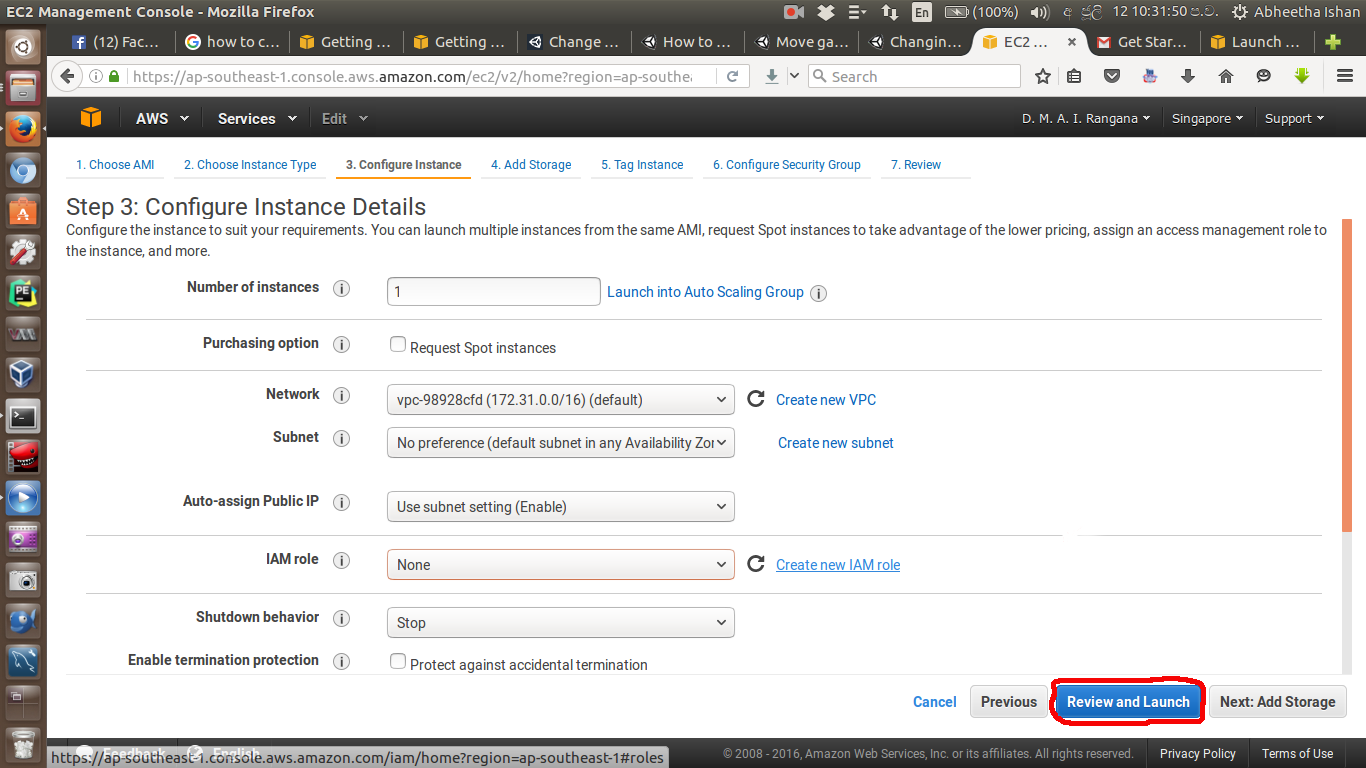 EC2 Management Console - Mozilla Firefox
En (100%) අ ජූලි 12 10:31:50 ප.ව. Abheetha Ishan
(12) Fac... how to c... Getting ... Getting ... Change ... How to ... Move ga... Changin... EC2 ... × Get Star... Launch ...
https://ap-southeast-1.console.aws.amazon.com/ec2/v2/home?region=ap-southea Search
AWS Services Edit D. M. A. I. Rangana Singapore Support
1. Choose AMI 2. Choose Instance Type 3. Configure Instance 4. Add Storage 5. Tag Instance 6. Configure Security Group 7. Review
Step 3: Configure Instance Details
Configure the instance to suit your requirements. You can launch multiple instances from the same AMI, request Spot instances to take advantage of the lower pricing, assign an access management role to
the instance, and more.
Number of instances i 1 Launch into Auto Scaling Group i
Purchasing option i Request Spot instances
Network i vpc-98928cfd (172.31.0.0/16) (default) Create new VPC
Subnet i No preference (default subnet in any Availability Zon Create new subnet
Auto-assign Public IP i Use subnet setting (Enable)
IAM role i None Create new IAM role
Shutdown behavior i Stop
Enable termination protection i Protect against accidental termination
Cancel Previous Review and Launch Next: Add Storage
Feedback English © 2008 - 2016, Amazon Web Services, Inc. or its affiliates. All rights reserved. Privacy Policy Terms of Use
https://ap-southeast-1.console.aws.amazon.com/iam/home?region=ap-southeast-1#roles